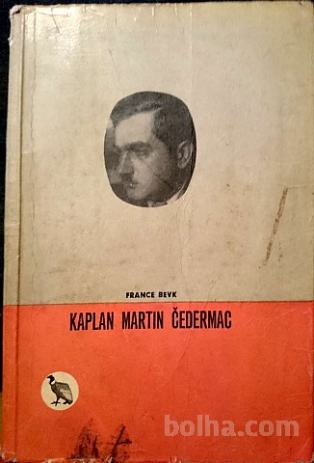 FRANCE BEVK
KAPLAN MARTIN ČEDERMAC
bolha.com